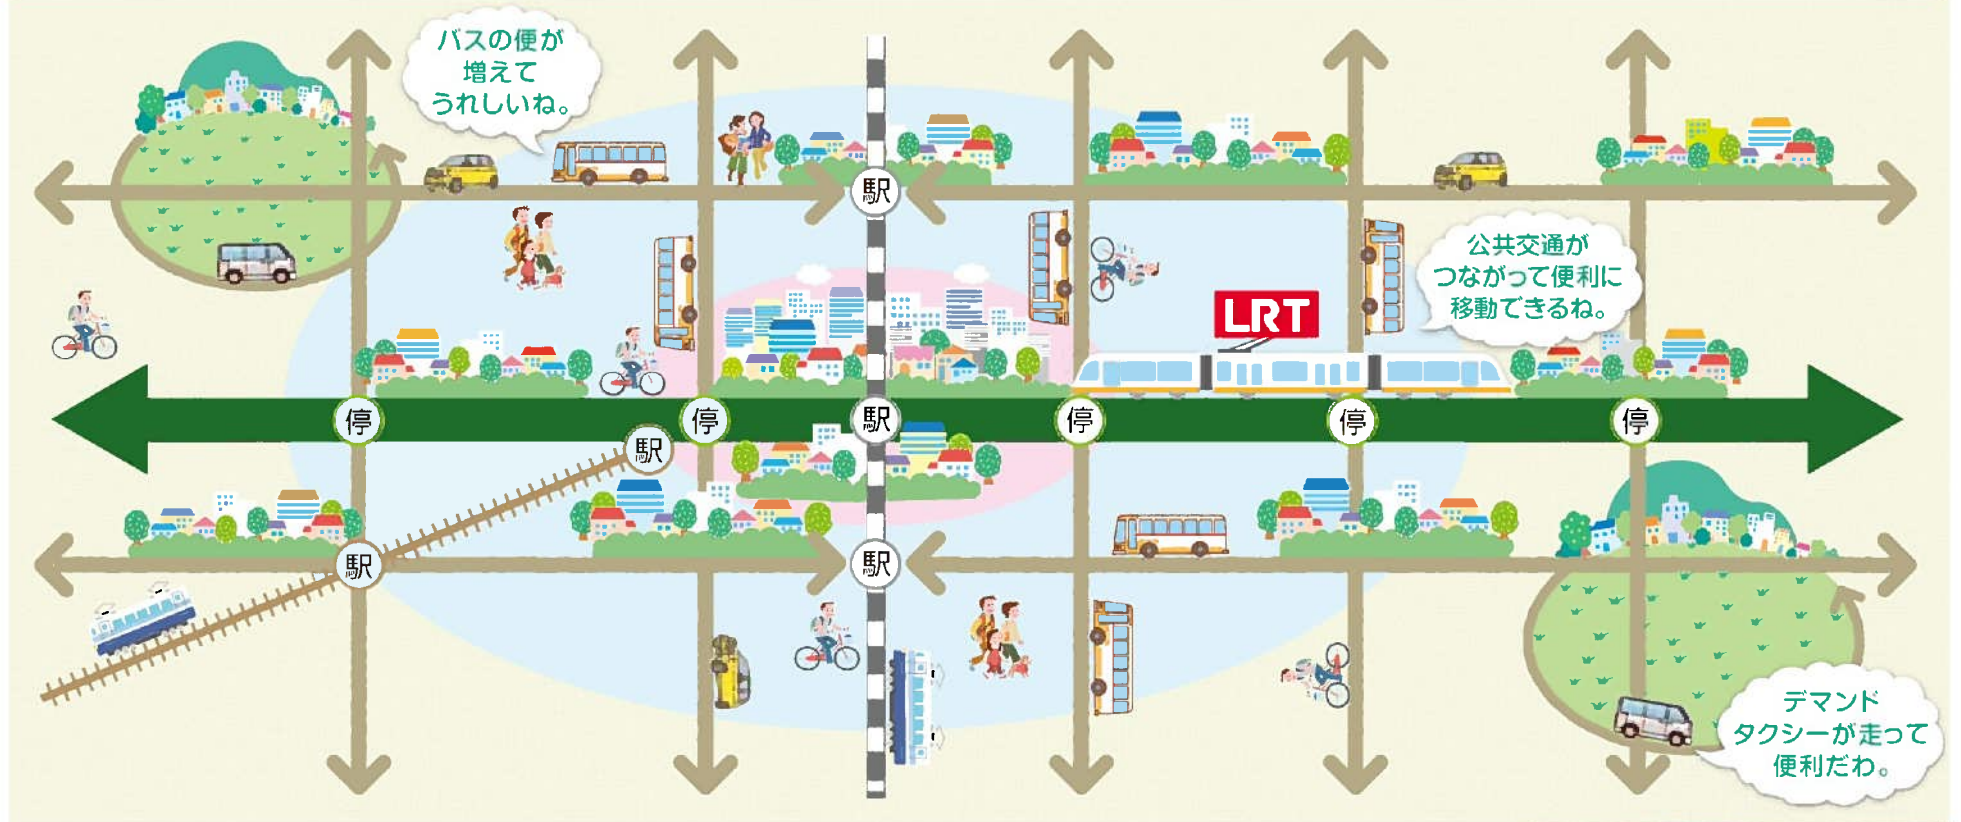 バスの便が
増えて
うれしいね。
駅
公共交通が
つながって便利に
移動できるね。
LRT
停
停
駅
停
停
停
駅
駅
駅
デマンド
タクシーが走って
便利だわ。